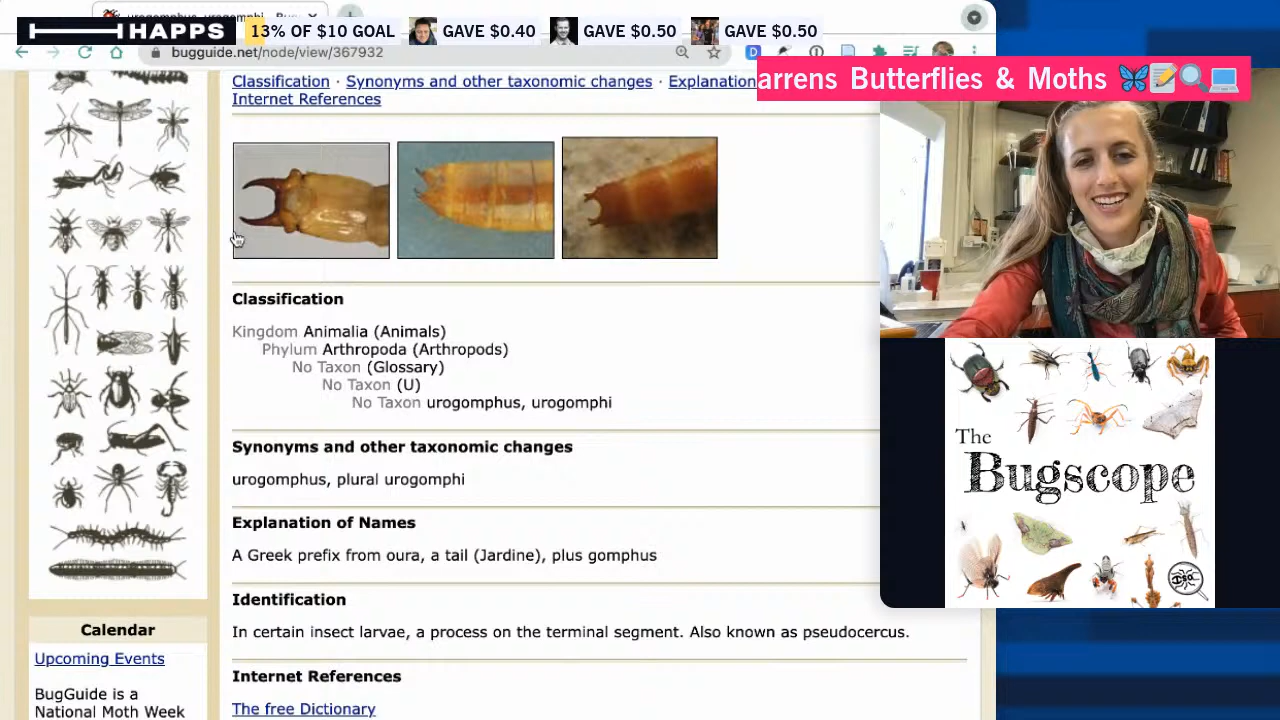 urogomphus, urogomphi - Bug
HAPPS
13% OF $10 GOAL
GAVE $0.40
GAVE $0.50
GAVE $0.50
bugguide.net/node/view/367932
arrens Butterflies & Moths
Classification · Synonyms and other taxonomic changes · Explanation
Internet References
Classification
Kingdom Animalia (Animals)
Phylum Arthropoda (Arthropods)
No Taxon (Glossary)
No Taxon (U)
No Taxon urogomphus, urogomphi
Synonyms and other taxonomic changes
urogomphus, plural urogomphi
Explanation of Names
A Greek prefix from oura, a tail (Jardine), plus gomphus
Identification
In certain insect larvae, a process on the terminal segment. Also known as pseudocercus.
Internet References
The free Dictionary
Calendar
Upcoming Events
BugGuide is a
National Moth Week
The
Bugscope